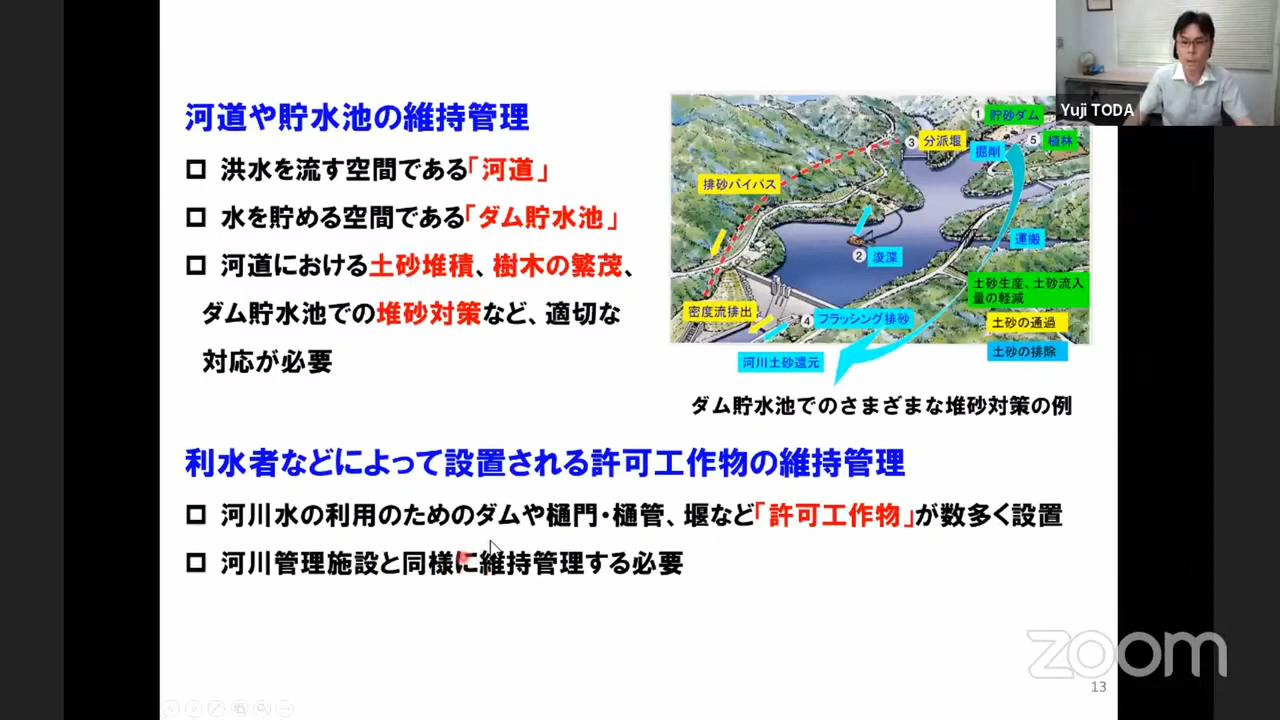 Yuji TODA
河道や貯水池の維持管理
洪水を流す空間である「河道」
水を貯める空間である「ダム貯水池」
河道における土砂堆積、樹木の繁茂、
ダム貯水池での堆砂対策など、適切な
対応が必要
① 貯砂ダム
③ 分派堰
掘削
⑤ 植林
排砂バイパス
運搬
② 浚渫
土砂生産、土砂流入
量の軽減
密度流排出
④ フラッシング排砂
土砂の通過
土砂の排除
河川土砂還元
ダム貯水池でのさまざまな堆砂対策の例
利水者などによって設置される許可工作物の維持管理
河川水の利用のためのダムや樋門・樋管、堰など「許可工作物」が数多く設置
河川管理施設と同様に維持管理する必要
zoom
13